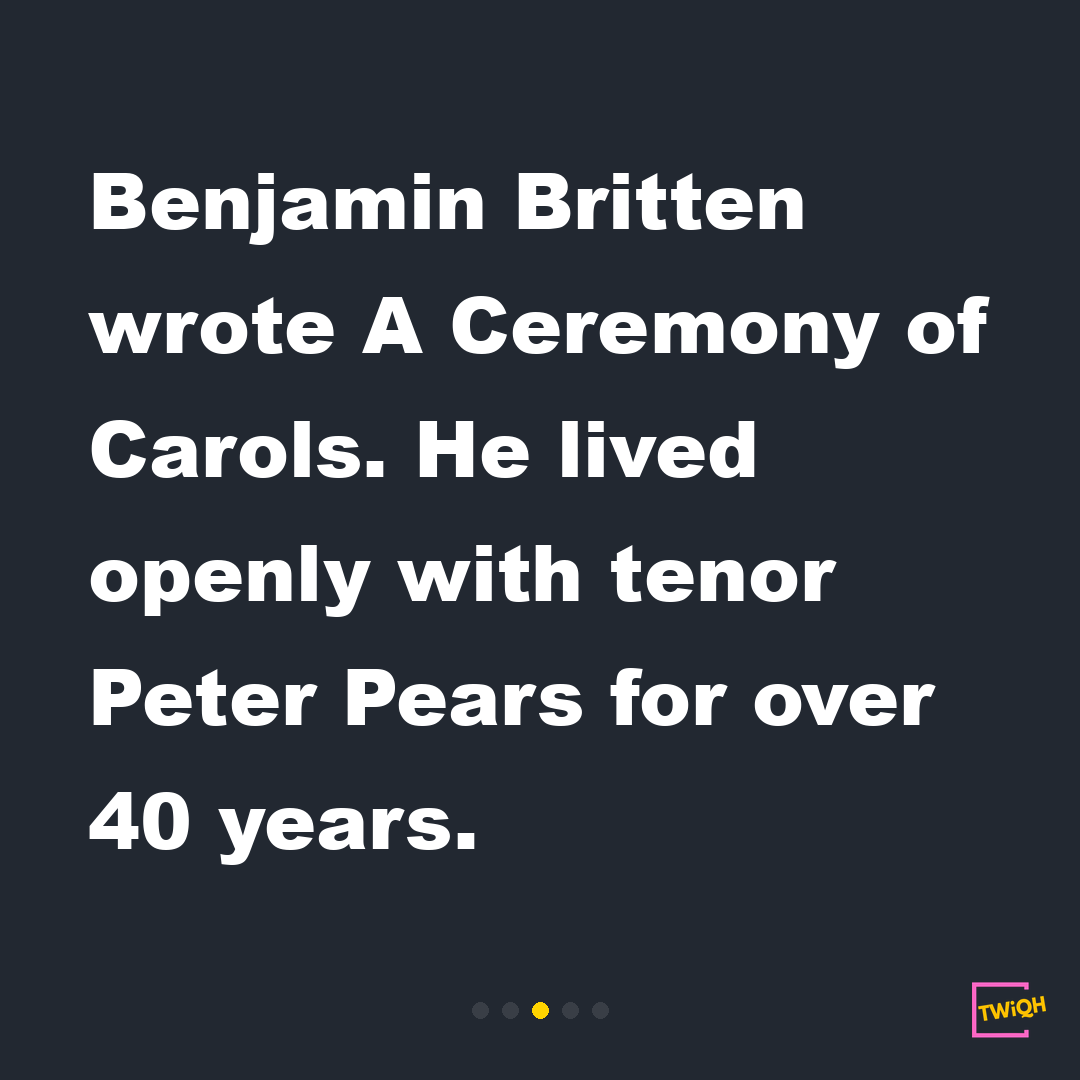 Benjamin Britten
wrote A Ceremony of
Carols. He lived
openly with tenor
Peter Pears for over
40 years.
TWiQH